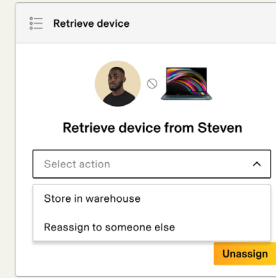 Retrieve device
Retrieve device from Steven
Select action
Store in warehouse
Reassign to someone else
Unassign